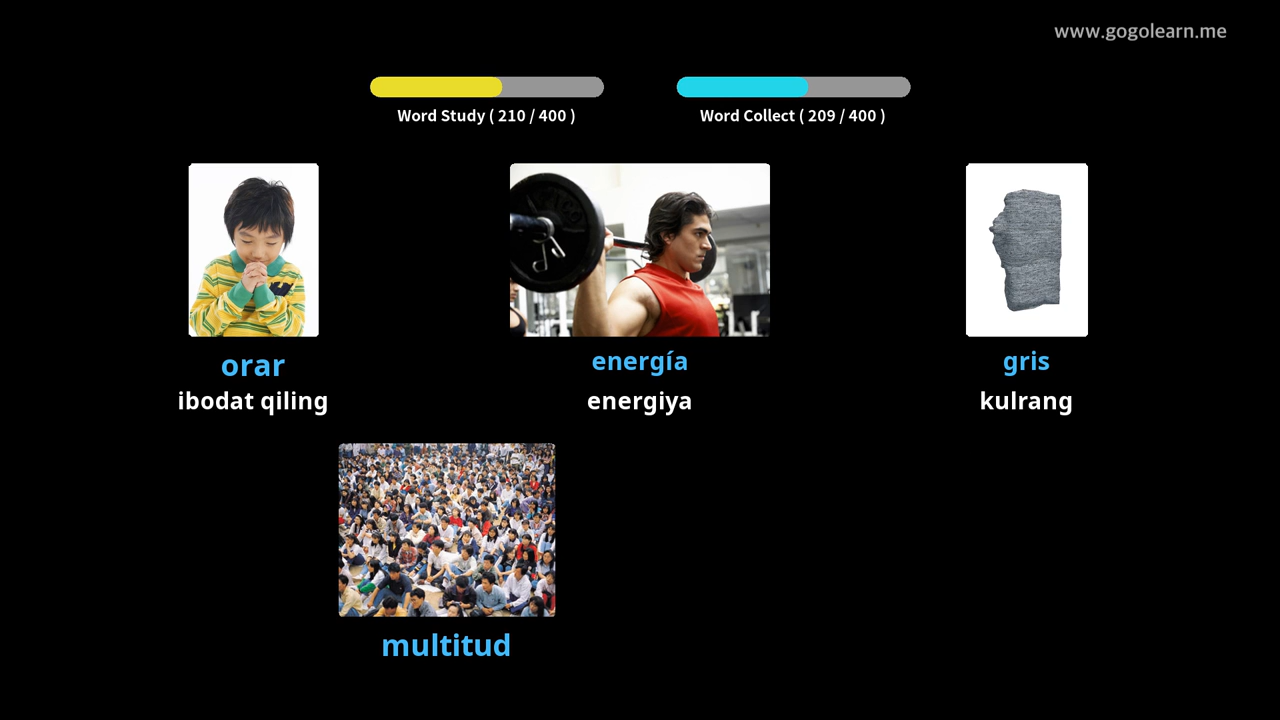 www.gogolearn.me
Word Study ( 210 / 400 )
Word Collect ( 209 / 400 )
orar
ibodat qiling
energía
energiya
gris
kulrang
multitud